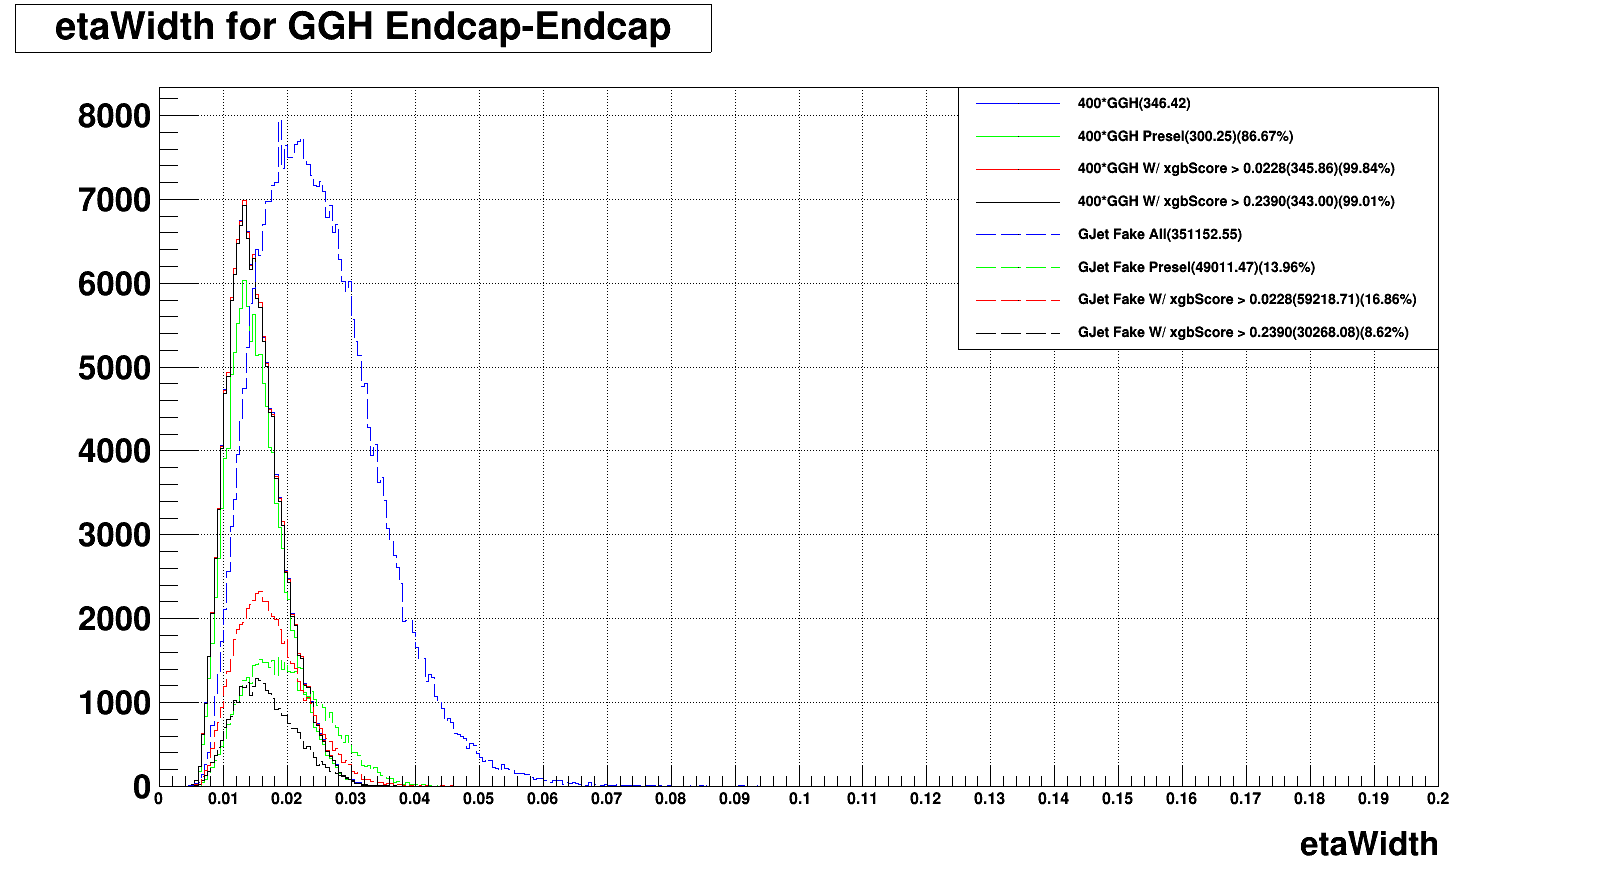 etaWidth for GGH Endcap-Endcap
400*GGH(346.42)
400*GGH Presel(300.25)(86.67%)
400*GGH W/ xgbScore > 0.0228(345.86)(99.84%)
400*GGH W/ xgbScore > 0.2390(343.00)(99.01%)
GJet Fake All(351152.55)
GJet Fake Presel(49011.47)(13.96%)
GJet Fake W/ xgbScore > 0.0228(59218.71)(16.86%)
GJet Fake W/ xgbScore > 0.2390(30268.08)(8.62%)
8000
7000
6000
5000
4000
3000
2000
1000
0
0 0.01 0.02 0.03 0.04 0.05 0.06 0.07 0.08 0.09 0.1 0.11 0.12 0.13 0.14 0.15 0.16 0.17 0.18 0.19 0.2
etaWidth